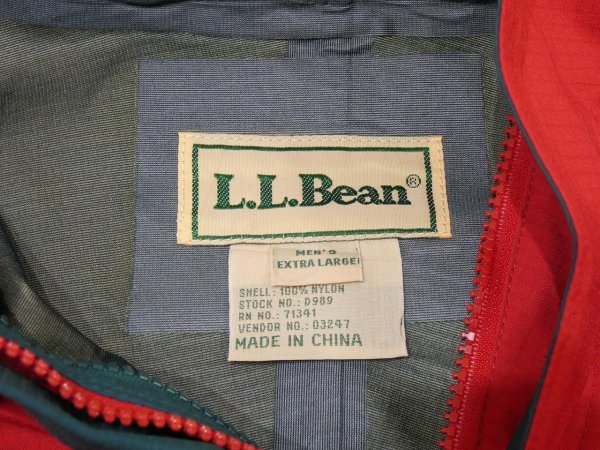 L.L.Bean®
MEN'S
EXTRA LARGE
SHELL: 100% NYLON
STOCK NO.: D989
RN NO.: 71341
VENDOR NO.: 03247
MADE IN CHINA